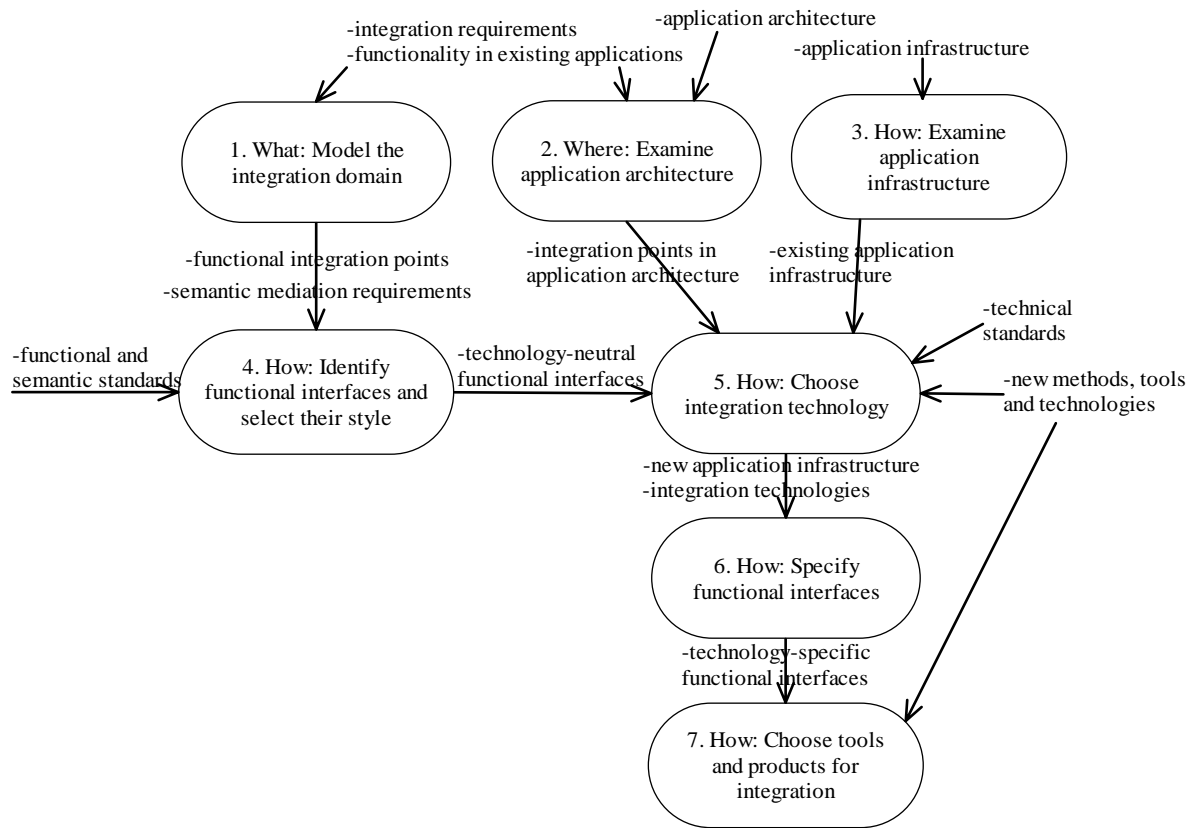 -integration requirements
-functionality in existing applications
-application architecture
-application infrastructure
1. What: Model the
integration domain
2. Where: Examine
application architecture
3. How: Examine
application
infrastructure
-functional integration points
-semantic mediation requirements
-integration points in
application architecture
-existing application
infrastructure
-technical
standards
-functional and
semantic standards
4. How: Identify
functional interfaces and
select their style
-technology-neutral
functional interfaces
5. How: Choose
integration technology
-new methods, tools
and technologies
-new application infrastructure
-integration technologies
6. How: Specify
functional interfaces
-technology-specific
functional interfaces
7. How: Choose tools
and products for
integration